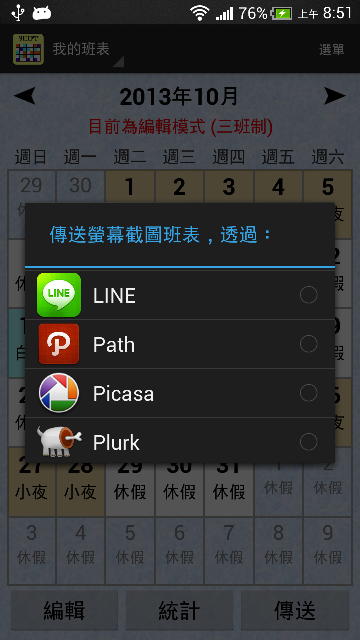 76% 上午 8:51
我的班表 選單
2013年10月
目前為編輯模式 (三班制)
週日 週一 週二 週三 週四 週五 週六
29 30 1 2 3 4 5
傳送螢幕截圖班表，透過：
LINE
LINE
Path
Picasa
Plurk
27 28 29 30 31 1 2
小夜 小夜 休假 休假 休假 休假 休假
3 4 5 6 7 8 9
休假 休假 休假 休假 休假 休假 休假
編輯 統計 傳送